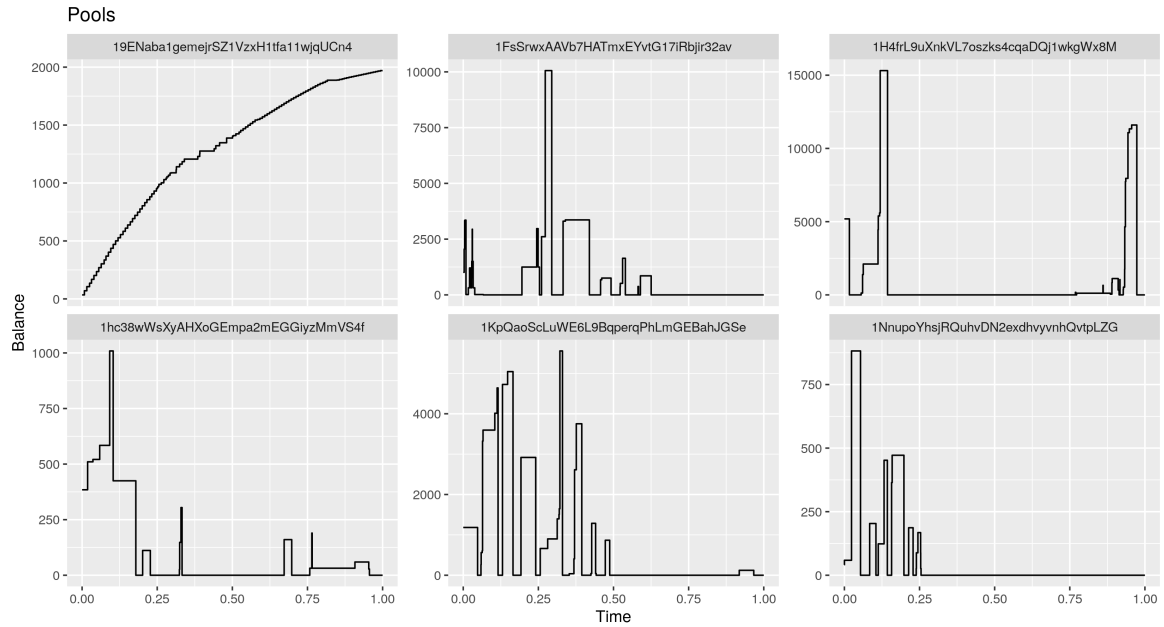 Pools
19ENaba1gemejrSZ1VzxH1tfa11wjqUCn4
1FsSrwxAAVb7HATmxEYvtG17iRbjir32av
1H4frL9uXnkVL7oszks4cqaDQj1wkgWx8M
2000
1500
1000
500
0
10000
7500
5000
2500
0
15000
10000
5000
0
Balance
1hc38wWsXyAHXoGEmpa2mEGGiyzMmVS4f
1KpQaoScLuWE6L9BqperqPhLmGEBahJGSe
1NnupoYhsjRQuhvDN2exdhvyvnhQvtpLZG
1000
750
500
250
0
4000
2000
0
750
500
250
0
0.00 0.25 0.50 0.75 1.00
0.00 0.25 0.50 0.75 1.00
0.00 0.25 0.50 0.75 1.00
Time